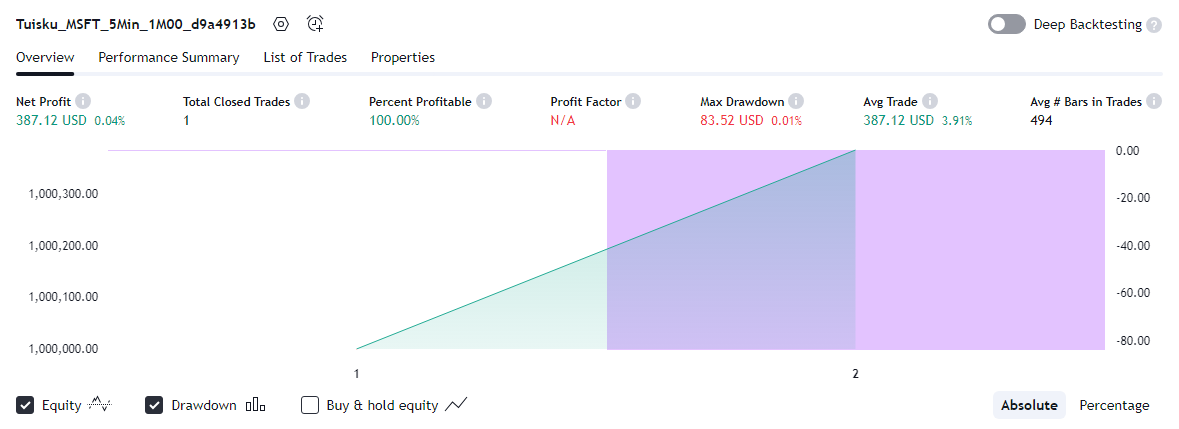 Tuisku_MSFT_5Min_1M00_d9a4913b
Deep Backtesting ?
Overview Performance Summary List of Trades Properties
Net Profit Total Closed Trades Percent Profitable Profit Factor Max Drawdown Avg Trade Avg # Bars in Trades
387.12 USD 0.04% 1 100.00% N/A 83.52 USD 0.01% 387.12 USD 3.91% 494
0.00
1,000,300.00
-20.00
1,000,200.00
-40.00
1,000,100.00
-60.00
1,000,000.00
-80.00
1 2
Equity Drawdown Buy & hold equity Absolute Percentage